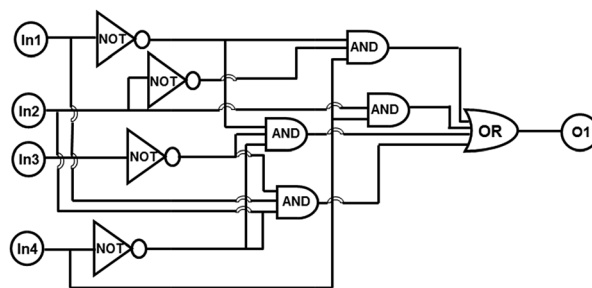 In1
NOT
AND
NOT
In2
AND
AND
OR
O1
In3
NOT
AND
In4
NOT